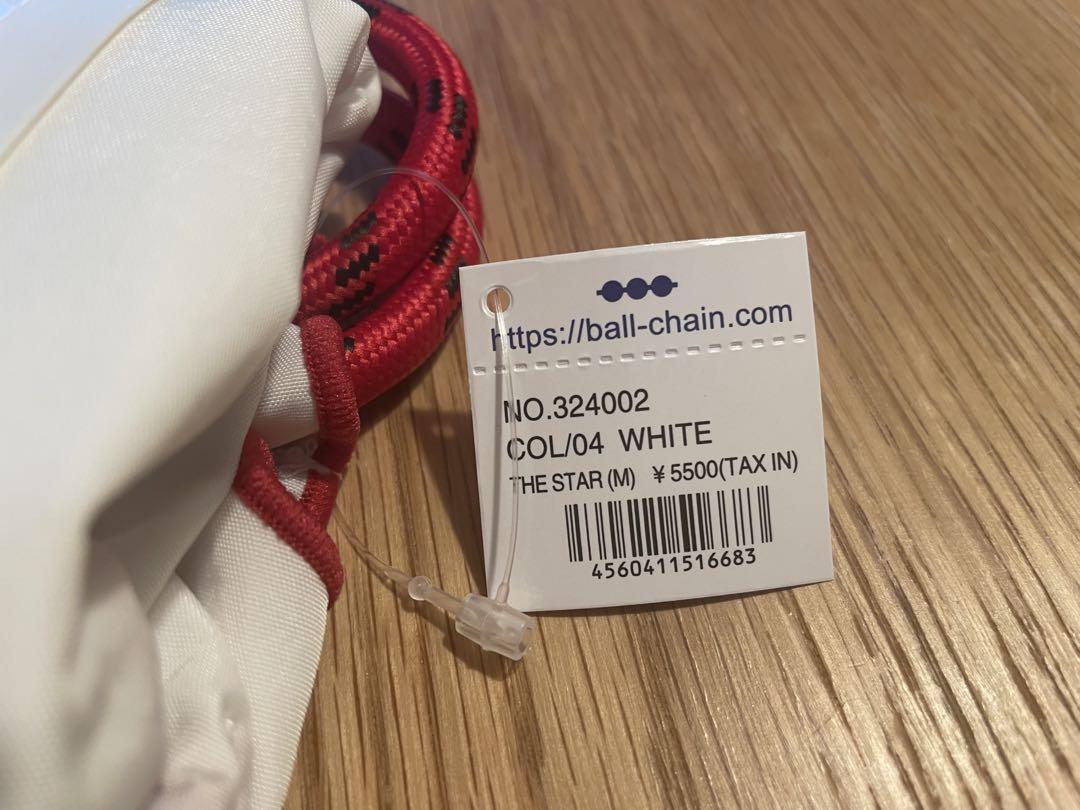 https://ball-chain.com
NO.324002
COL/04 WHITE
THE STAR (M) ¥5500(TAX IN)
4560411516683